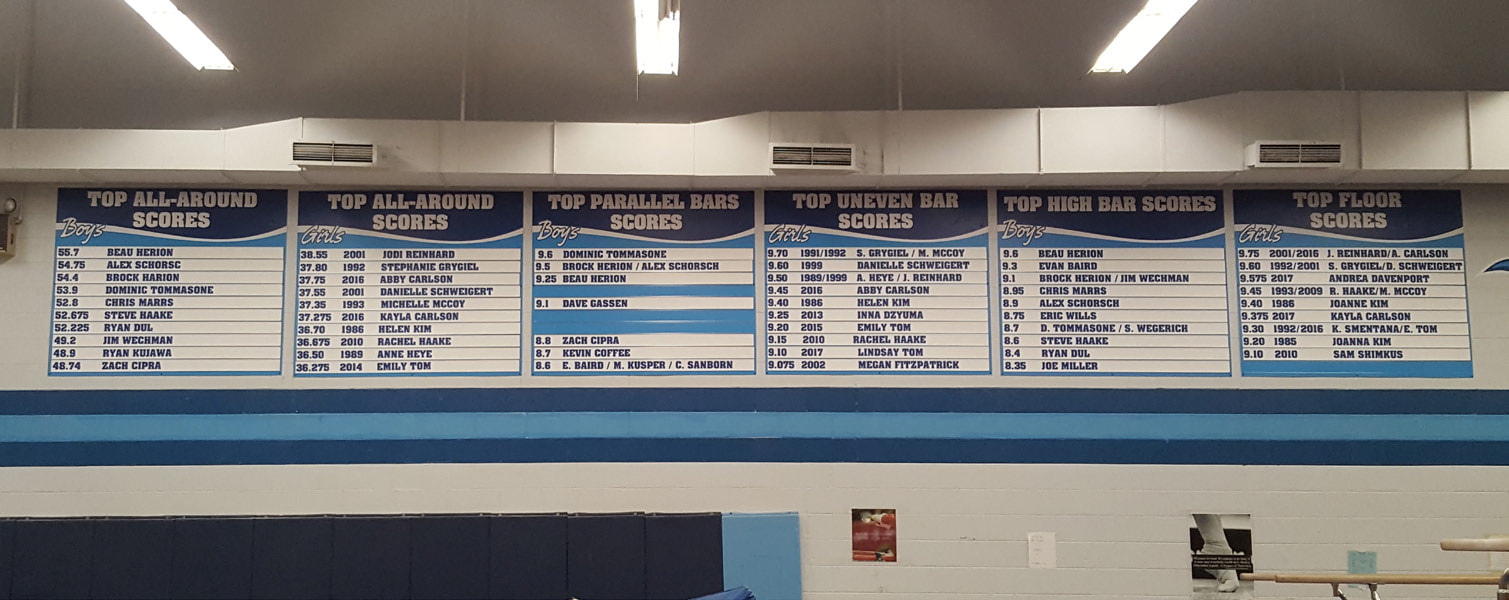 TOP ALL-AROUND
SCORES
Boys
55.7 BEAU HERION
54.75 ALEX SCHORSC
54.4 BROCK HARION
53.9 DOMINIC TOMMASONE
52.8 CHRIS MARRS
52.675 STEVE HAAKE
52.225 RYAN DUL
49.2 JIM WECHMAN
48.9 RYAN KUJAWA
48.74 ZACH CIPRA
TOP ALL-AROUND
SCORES
Girls
38.55 2001 JODI REINHARD
37.80 1992 STEPHANIE GRYGIEL
37.75 2016 ABBY CARLSON
37.55 2001 DANIELLE SCHWEIGERT
37.35 1993 MICHELLE MCCOY
37.275 2016 KAYLA CARLSON
36.70 1986 HELEN KIM
36.675 2010 RACHEL HAAKE
36.50 1989 ANNE HEYE
36.275 2014 EMILY TOM
TOP PARALLEL BARS
SCORES
Boys
9.6 DOMINIC TOMMASONE
9.5 BROCK HERION / ALEX SCHORSCH
9.25 BEAU HERION
9.1 DAVE GASSEN
8.8 ZACH CIPRA
8.7 KEVIN COFFEE
8.6 E. BAIRD / M. KUSPER / C. SANBORN
TOP UNEVEN BAR
SCORES
Girls
9.70 1991/1992 S. GRYGIEL / M. MCCOY
9.60 1999 DANIELLE SCHWEIGERT
9.50 1989/1999 A. HEYE / J. REINHARD
9.45 2016 ABBY CARLSON
9.40 1986 HELEN KIM
9.25 2013 INNA DZYUMA
9.20 2015 EMILY TOM
9.15 2010 RACHEL HAAKE
9.10 2017 LINDSAY TOM
9.075 2002 MEGAN FITZPATRICK
TOP HIGH BAR SCORES
Boys
9.6 BEAU HERION
9.3 EVAN BAIRD
9.1 BROCK HERION / JIM WECHMAN
8.95 CHRIS MARRS
8.9 ALEX SCHORSCH
8.75 ERIC WILLS
8.7 D. TOMMASONE / S. WEGERICH
8.6 STEVE HAAKE
8.4 RYAN DUL
8.35 JOE MILLER
TOP FLOOR
SCORES
Girls
9.75 2001/2016 J. REINHARD/A. CARLSON
9.60 1992/2001 S. GRYGIEL/D. SCHWEIGERT
9.575 2017 ANDREA DAVENPORT
9.45 1993/2009 R. HAAKE/M. MCCOY
9.40 1986 JOANNE KIM
9.375 2017 KAYLA CARLSON
9.30 1992/2016 K. SMENTANA/E. TOM
9.20 1985 JOANNA KIM
9.10 2010 SAM SHIMKUS